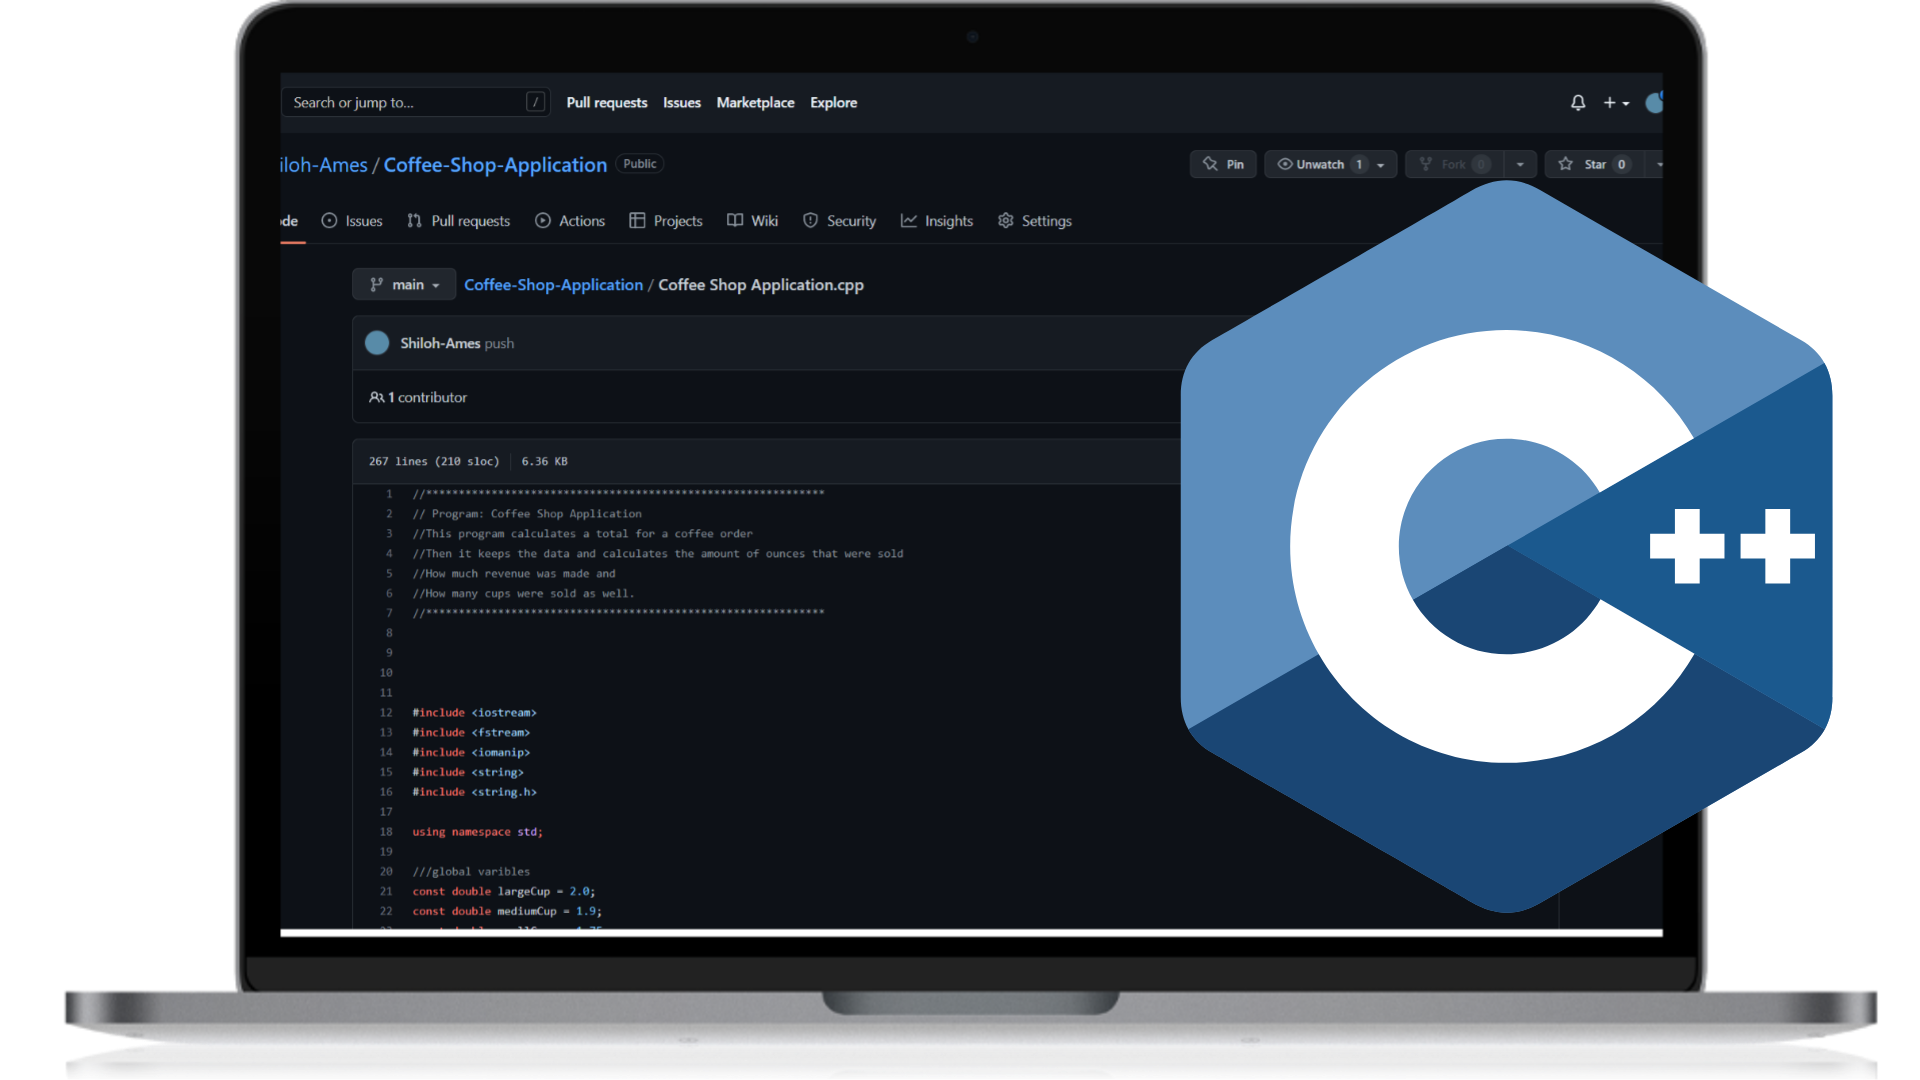 Search or jump to... / Pull requests Issues Marketplace Explore
iloh-Ames / Coffee-Shop-Application Public Pin Unwatch 1 Fork 0 Star 0
de Issues Pull requests Actions Projects Wiki Security Insights Settings
main Coffee-Shop-Application / Coffee Shop Application.cpp
Shiloh-Ames push
1 contributor
267 lines (210 sloc) 6.36 KB
1 //*************************************************************
2 // Program: Coffee Shop Application
3 //This program calculates a total for a coffee order
4 //Then it keeps the data and calculates the amount of ounces that were sold
5 //How much revenue was made and
6 //How many cups were sold as well.
7 //*************************************************************
8
9
10
11
12 #include <iostream>
13 #include <fstream>
14 #include <iomanip>
15 #include <string>
16 #include <string.h>
17
18 using namespace std;
19
20 ///global varibles
21 const double largeCup = 2.0;
22 const double mediumCup = 1.9;
C++